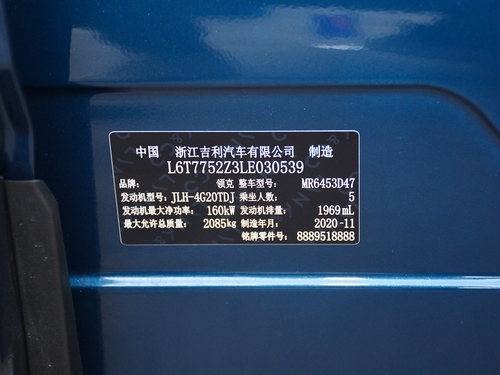 中国 浙江吉利汽车有限公司 制造
L6T7752Z3LE030539
品牌: 领克 整车型号: MR6453D47
发动机型号: JLH-4G20TDJ 乘坐人数: 5
发动机最大净功率: 160kW 发动机排量: 1969mL
最大允许总质量: 2085kg 制造年月: 2020-11
铭牌零件号: 8889518888